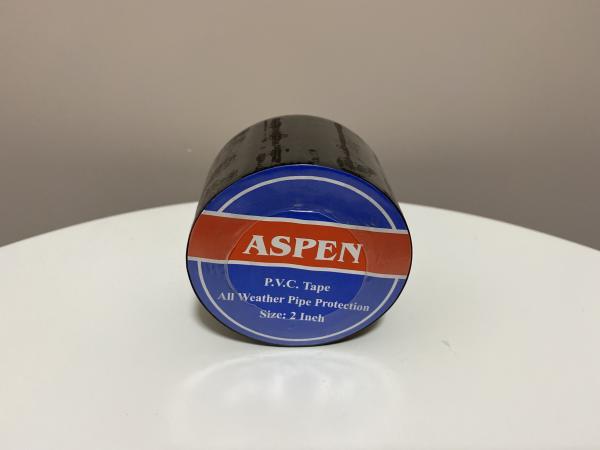 ASPEN
P.V.C. Tape
All Weather Pipe Protection
Size: 2 Inch